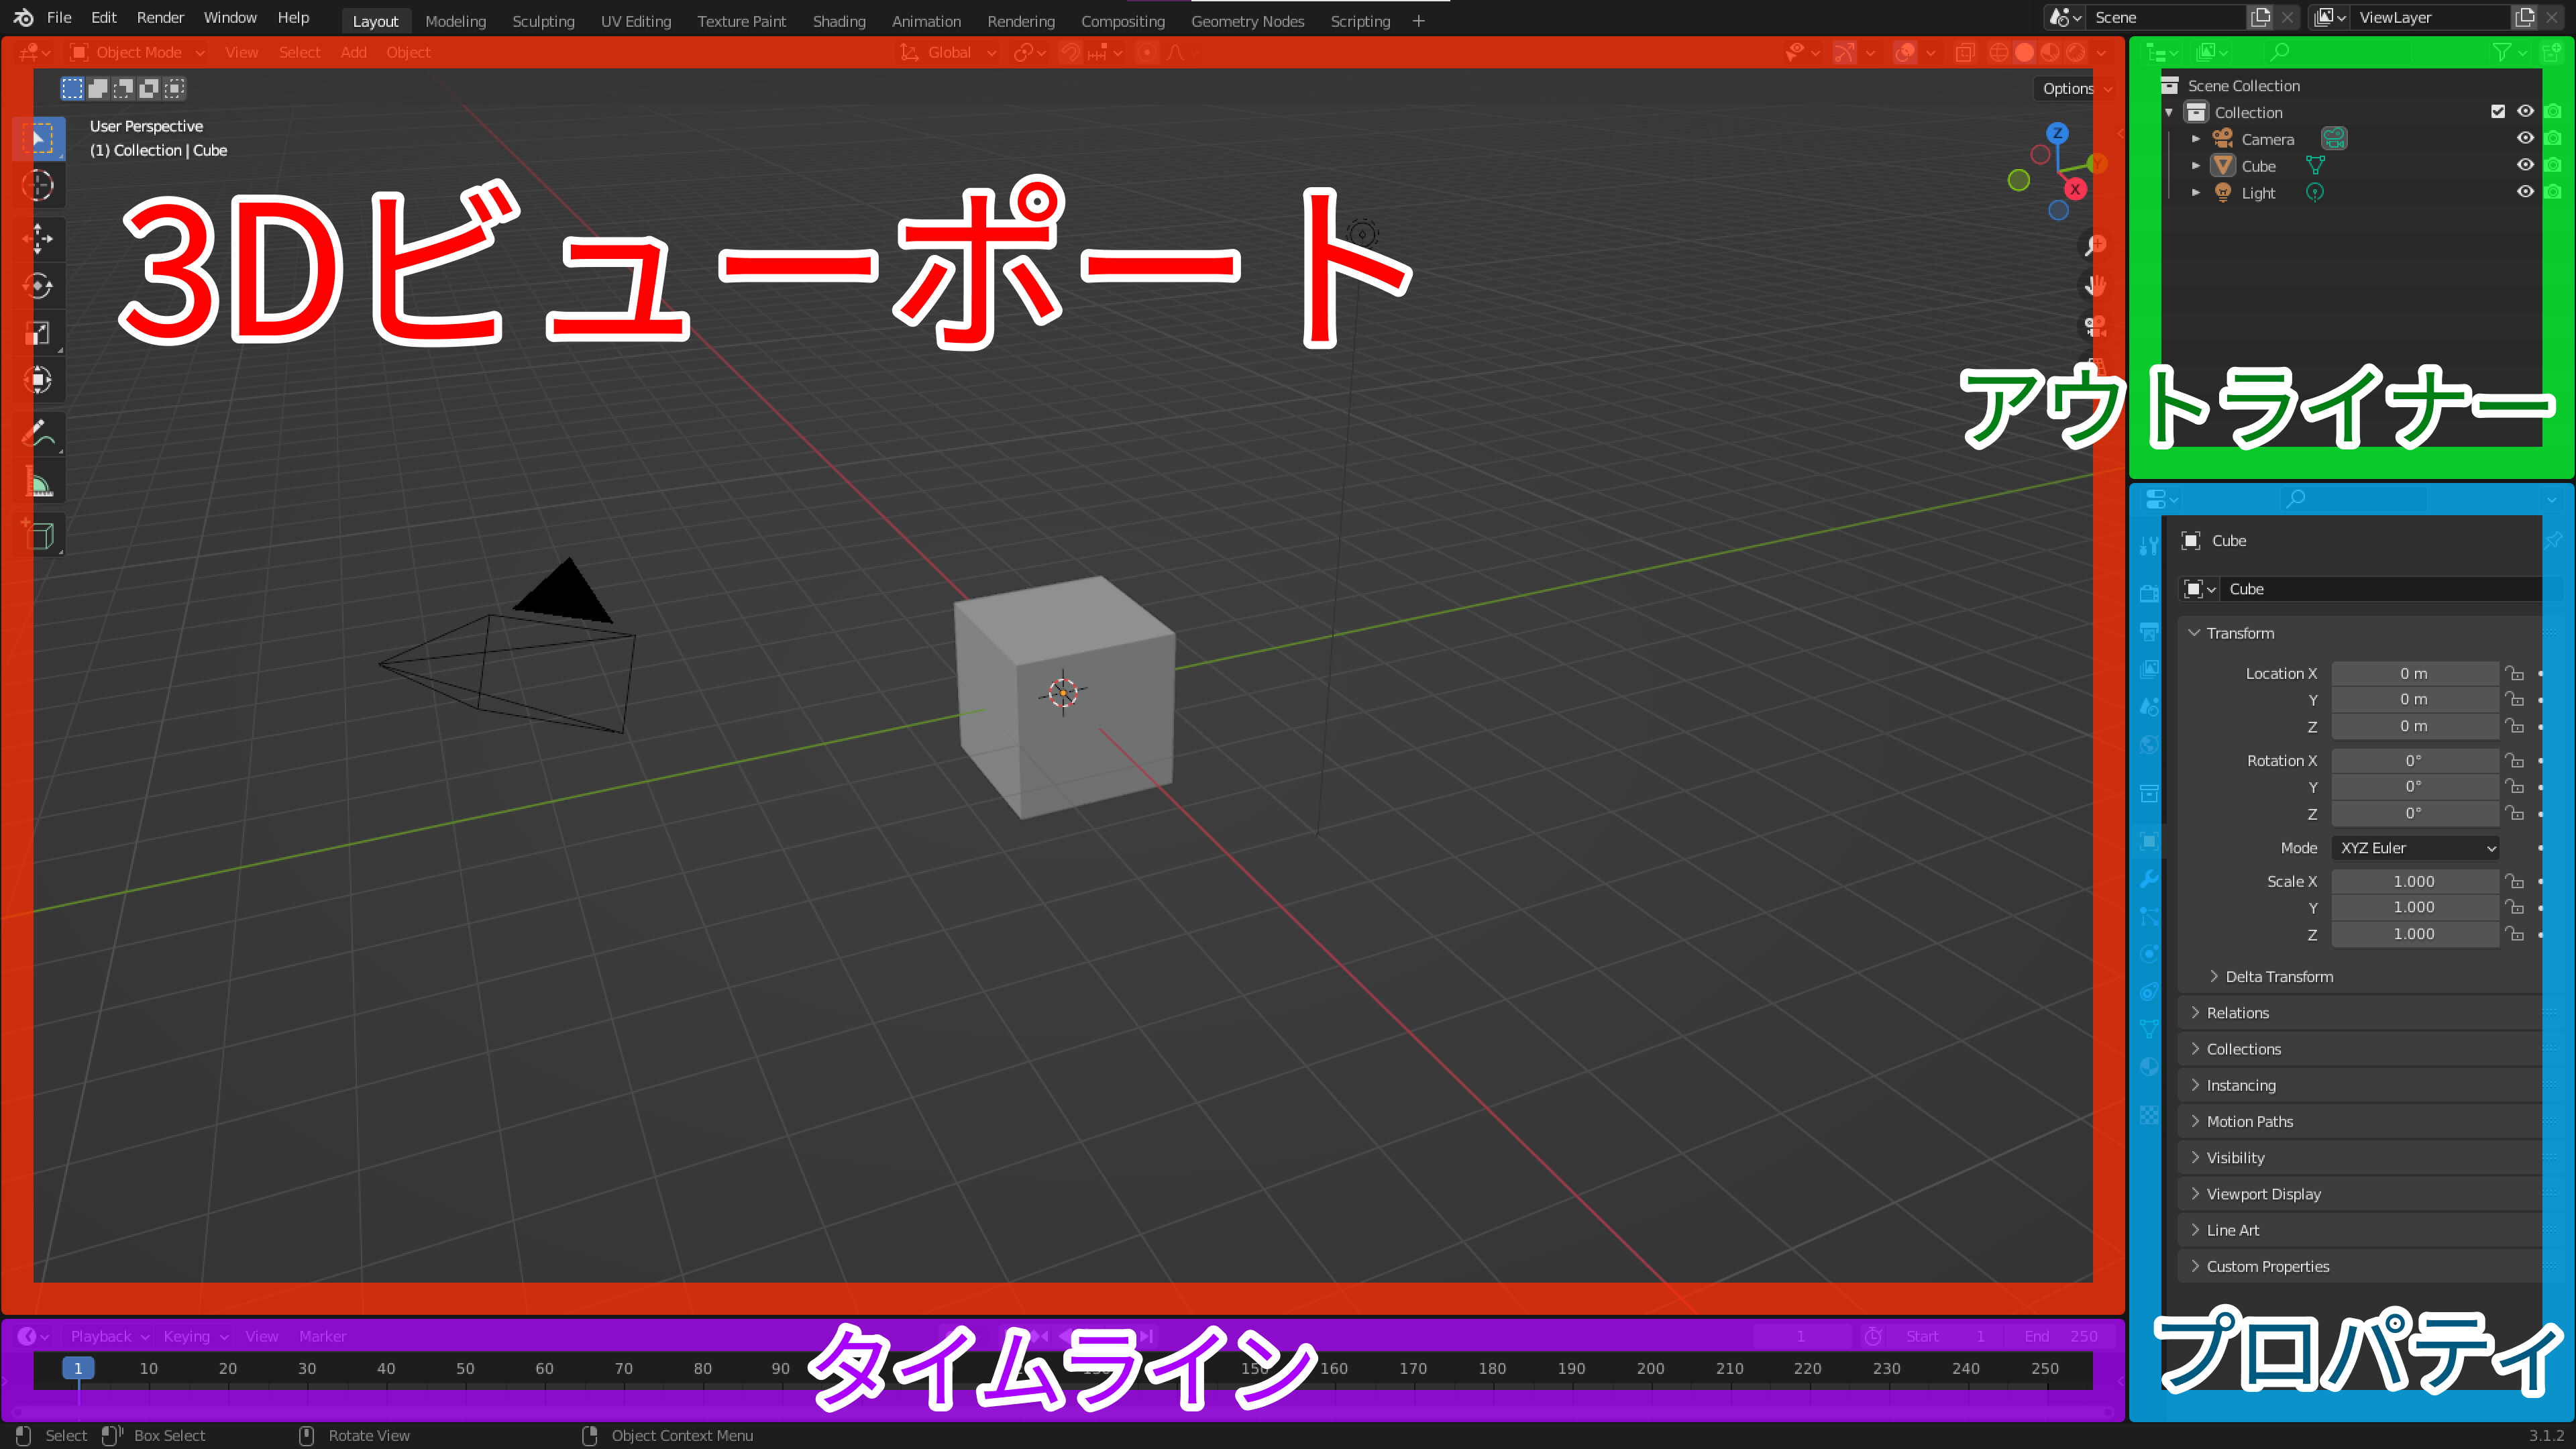 File Edit Render Window Help Layout Modeling Sculpting UV Editing Texture Paint Shading Animation Rendering Compositing Geometry Nodes Scripting + Scene ViewLayer
Object Mode View Select Add Object Global
Options
User Perspective
(1) Collection | Cube
Z
X
3Dビューポート
Scene Collection
Collection
Camera
Cube
Light
アウトライナー
Cube
Cube
Transform
Location X 0 m
Y 0 m
Z 0 m
Rotation X 0°
Y 0°
Z 0°
Mode XYZ Euler
Scale X 1.000
Y 1.000
Z 1.000
Delta Transform
Relations
Collections
Instancing
Motion Paths
Visibility
Viewport Display
Line Art
Custom Properties
プロパティ
Playback Keying View Marker 1 Start 1 End 250
タイムライン
1 10 20 30 40 50 60 70 80 90 150 160 170 180 190 200 210 220 230 240 250
Select Box Select Rotate View Object Context Menu 3.1.2